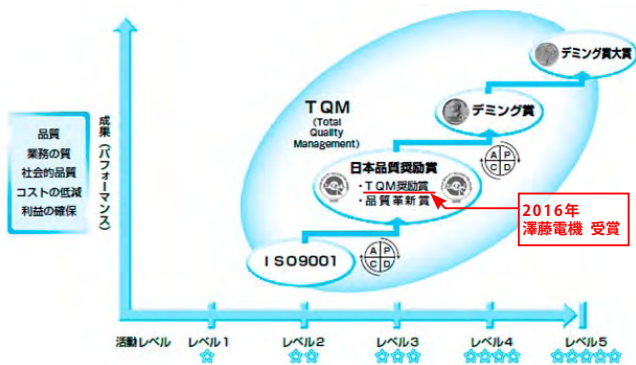 デミング賞大賞
デミング賞
TQM
(Total
Quality
Management)
品質
業務の質
社会的品質
コストの低減
利益の確保
成果（パフォーマンス）
日本品質奨励賞
・TQM奨励賞
・品質革新賞
A P
C D
2016年
澤藤電機 受賞
ISO9001
A P
C D
活動レベル
レベル1
レベル2
レベル3
レベル4
レベル5